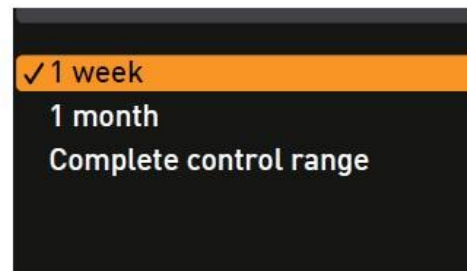 ✓ 1 week
1 month
Complete control range